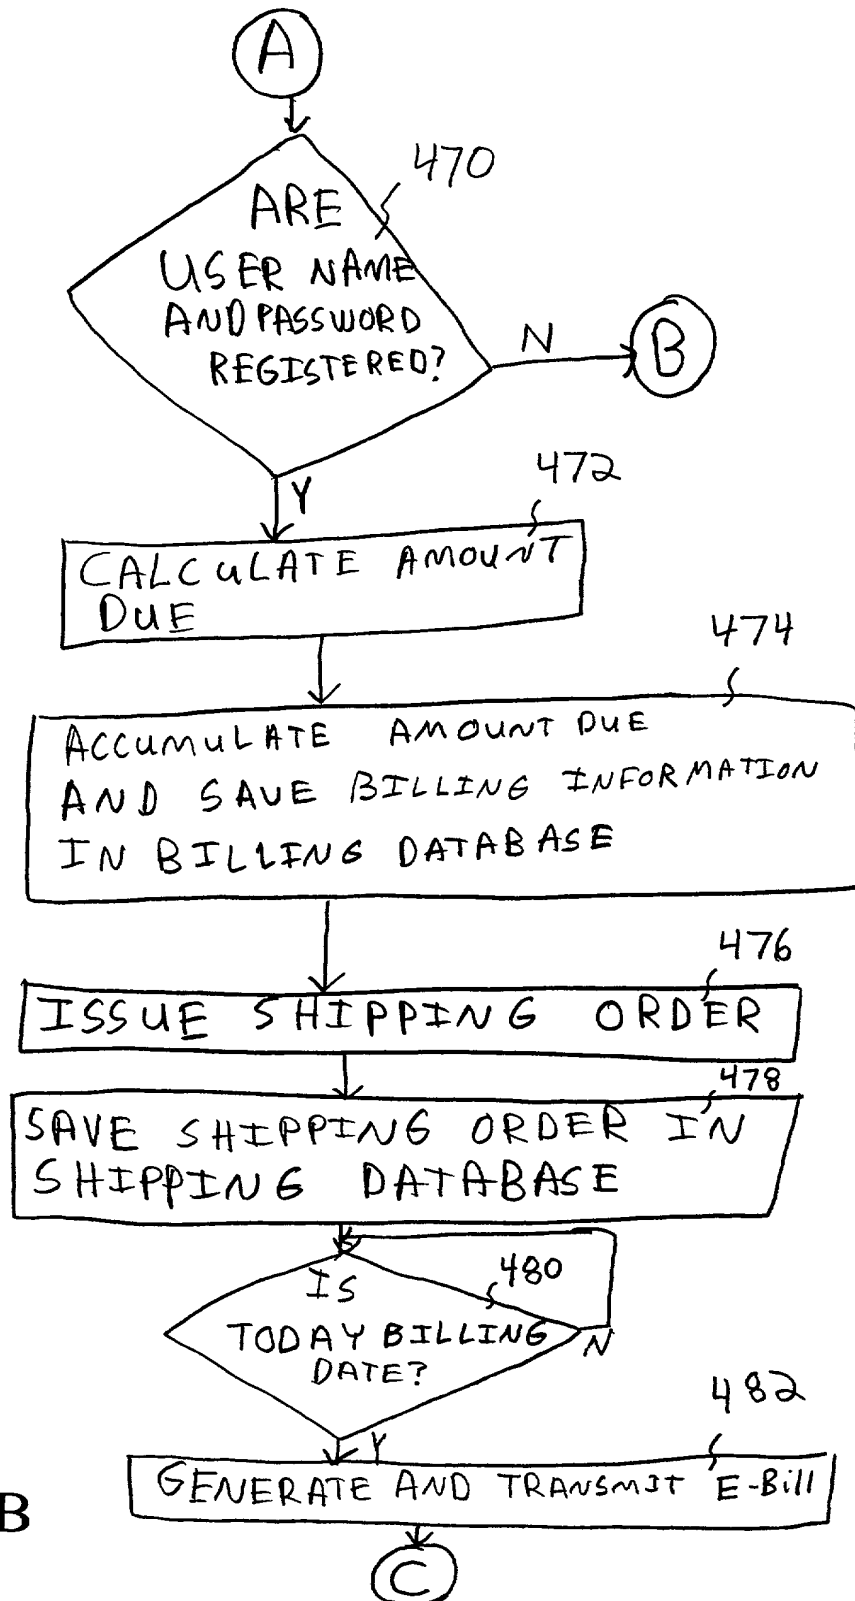 A
470
ARE
USER NAME
AND PASSWORD
REGISTERED?
N
B
Y
472
CALCULATE AMOUNT
DUE
474
ACCUMULATE AMOUNT DUE
AND SAVE BILLING INFORMATION
IN BILLING DATABASE
476
ISSUE SHIPPING ORDER
478
SAVE SHIPPING ORDER IN
SHIPPING DATABASE
480
IS
TODAY BILLING
DATE?
N
Y
482
GENERATE AND TRANSMIT E-Bill
B
C